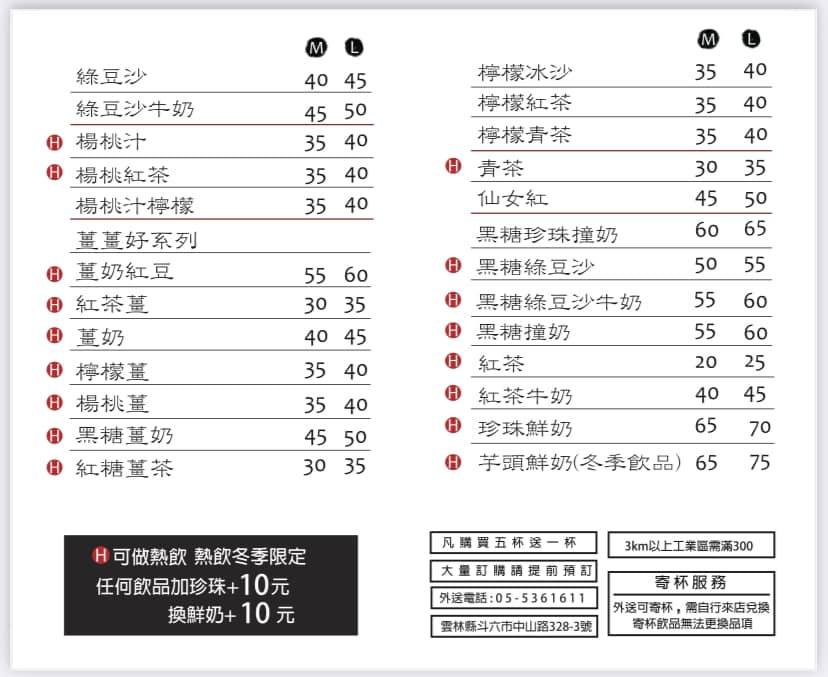 M L
綠豆沙 40 45
綠豆沙牛奶 45 50
H 楊桃汁 35 40
H 楊桃紅茶 35 40
楊桃汁檸檬 35 40
薑薑好系列
H 薑奶紅豆 55 60
H 紅茶薑 30 35
H 薑奶 40 45
H 檸檬薑 35 40
H 楊桃薑 35 40
H 黑糖薑奶 45 50
H 紅糖薑茶 30 35
M L
檸檬冰沙 35 40
檸檬紅茶 35 40
檸檬青茶 35 40
H 青茶 30 35
仙女紅 45 50
黑糖珍珠撞奶 60 65
H 黑糖綠豆沙 50 55
H 黑糖綠豆沙牛奶 55 60
H 黑糖撞奶 55 60
H 紅茶 20 25
H 紅茶牛奶 40 45
H 珍珠鮮奶 65 70
H 芋頭鮮奶(冬季飲品) 65 75
H 可做熱飲 熱飲冬季限定
任何飲品加珍珠+10元
換鮮奶+10元
凡購買五杯送一杯
大量訂購請提前預訂
外送電話:05-5361611
雲林縣斗六市中山路328-3號
3km以上工業區需滿300
寄杯服務
外送可寄杯，需自行來店兌換
寄杯飲品無法更換品項